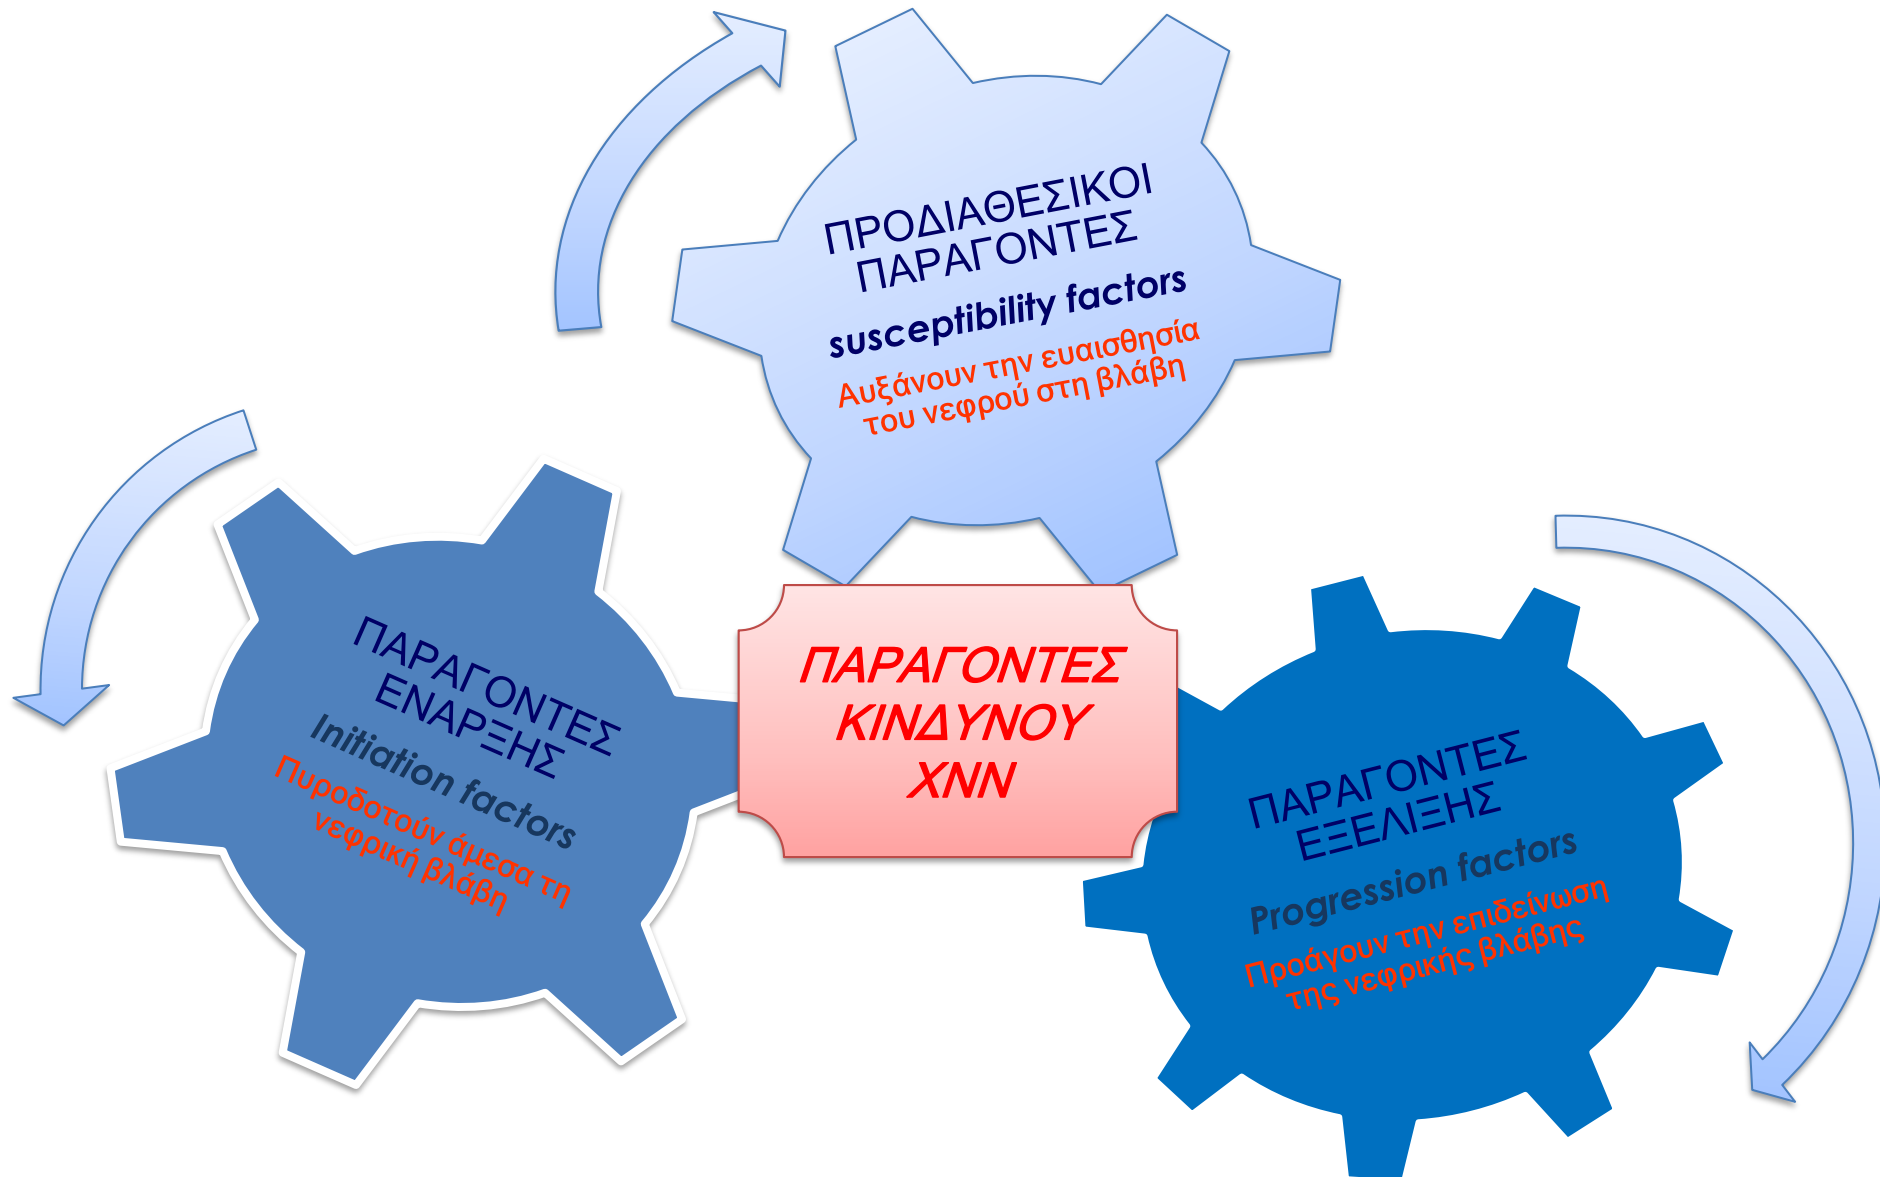 ΠΡΟΔΙΑΘΕΣΙΚΟΙ
ΠΑΡΑΓΟΝΤΕΣ
susceptibility factors
Αυξάνουν την ευαισθησία
του νεφρού στη βλάβη
ΠΑΡΑΓΟΝΤΕΣ
ΕΝΑΡΞΗΣ
Initiation factors
Πυροδοτούν άμεσα τη
νεφρική βλάβη
ΠΑΡΑΓΟΝΤΕΣ
ΚΙΝΔΥΝΟΥ
ΧΝΝ
ΠΑΡΑΓΟΝΤΕΣ
ΕΞΕΛΙΞΗΣ
Progression factors
Προάγουν την επιδείνωση
της νεφρικής βλάβης